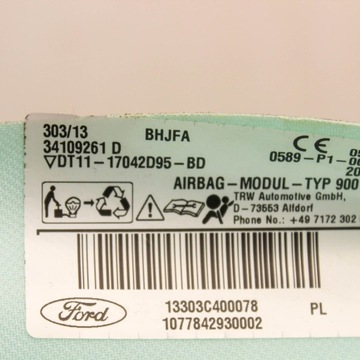 303/13 BHJFA
34109261 D
▽DT11-17042D95-BD
CE
0589-P1-
AIRBAG-MODUL-TYP 900
TRW Automotive GmbH,
D-73553 Alfdorf
Phone No.: +49 7172 302
Ford
13303C400078 PL
1077842930002